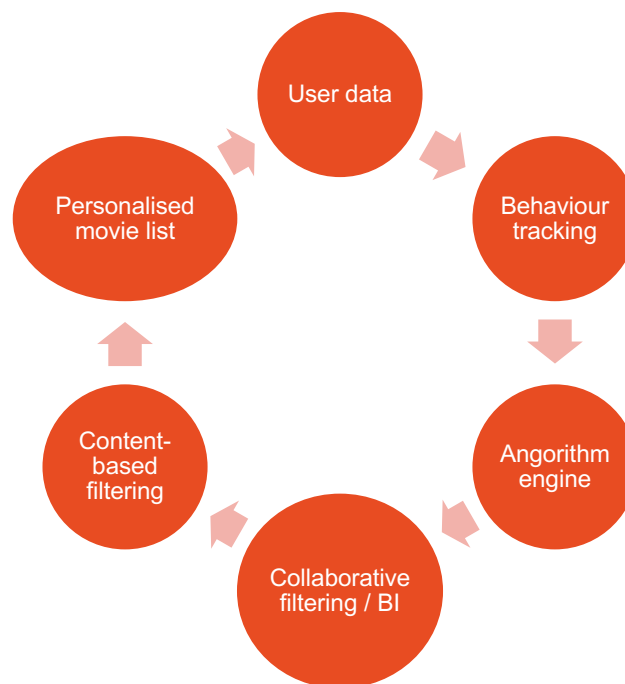 User data
Behaviour
tracking
Angorithm
engine
Collaborative
filtering / BI
Content-
based
filtering
Personalised
movie list